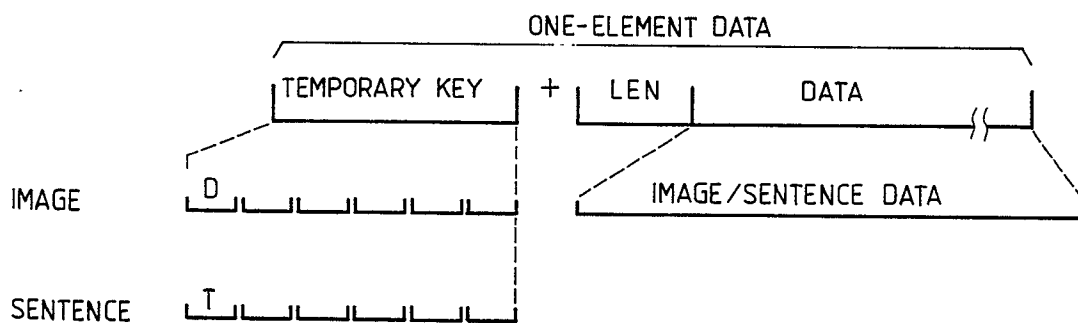 ONE-ELEMENT DATA
TEMPORARY KEY + LEN DATA
IMAGE D IMAGE/SENTENCE DATA
SENTENCE T